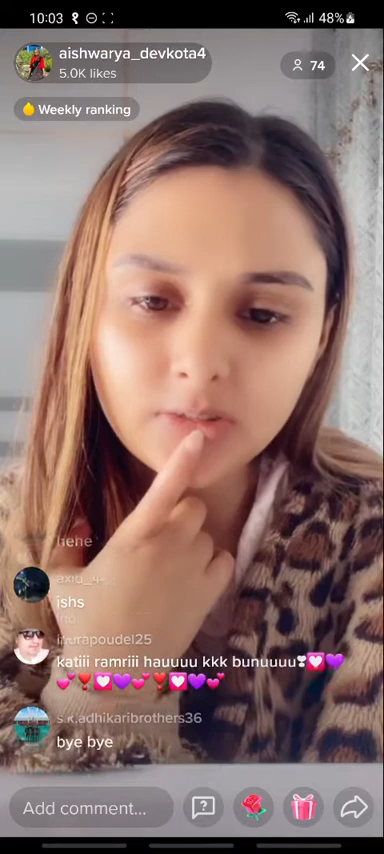 10:03
48%
aishwarya_devkota4
5.0K likes
74
Weekly ranking
hehe
ishs
katiii ramriii hauuuu kkk bunuuuu❣💟💜
💕❣💟💜💕❣💟💜💕
s.k.adhikaribrothers36
bye bye
Add comment...